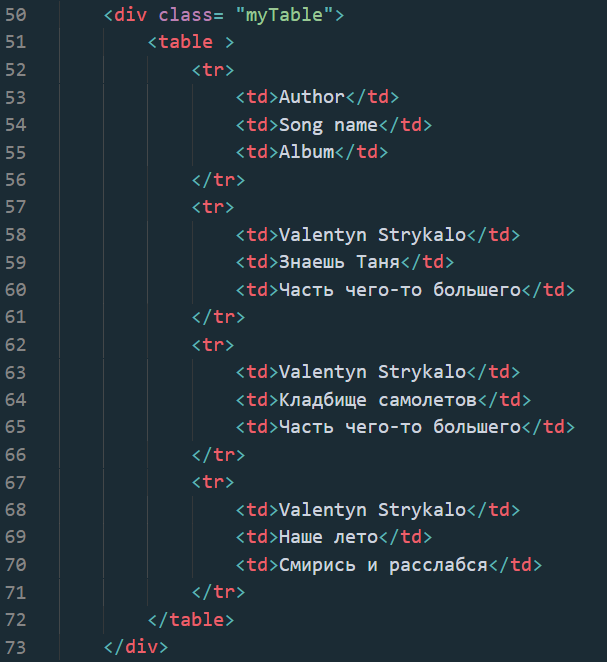 50 <div class= "myTable">
51 <table >
52 <tr>
53 <td>Author</td>
54 <td>Song name</td>
55 <td>Album</td>
56 </tr>
57 <tr>
58 <td>Valentyn Strykalo</td>
59 <td>Знаешь Таня</td>
60 <td>Часть чего-то большего</td>
61 </tr>
62 <tr>
63 <td>Valentyn Strykalo</td>
64 <td>Кладбище самолетов</td>
65 <td>Часть чего-то большего</td>
66 </tr>
67 <tr>
68 <td>Valentyn Strykalo</td>
69 <td>Наше лето</td>
70 <td>Смирись и расслабся</td>
71 </tr>
72 </table>
73 </div>